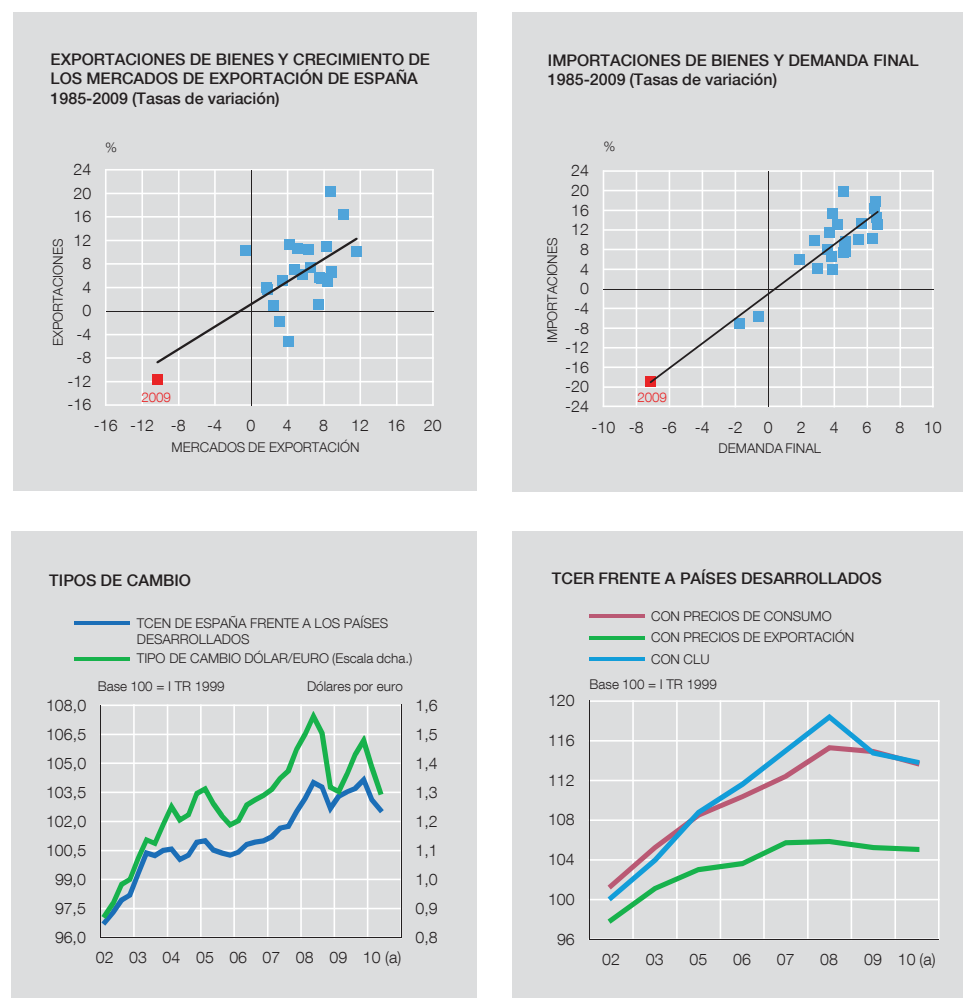 EXPORTACIONES DE BIENES Y CRECIMIENTO DE
LOS MERCADOS DE EXPORTACIÓN DE ESPAÑA
1985-2009 (Tasas de variación)
%
24
20
16
12
8
4
0
-4
-8
-12
-16
EXPORTACIONES
2009
-16 -12 -8 -4 0 4 8 12 16 20
MERCADOS DE EXPORTACIÓN
IMPORTACIONES DE BIENES Y DEMANDA FINAL
1985-2009 (Tasas de variación)
%
24
20
16
12
8
4
0
-4
-8
-12
-16
-20
-24
IMPORTACIONES
2009
-10 -8 -6 -4 -2 0 2 4 6 8 10
DEMANDA FINAL
TIPOS DE CAMBIO
TCEN DE ESPAÑA FRENTE A LOS PAÍSES
DESARROLLADOS
TIPO DE CAMBIO DÓLAR/EURO (Escala dcha.)
Base 100 = I TR 1999 Dólares por euro
108,0 1,6
106,5 1,5
105,0 1,4
103,5 1,3
102,0 1,2
100,5 1,1
99,0 1,0
97,5 0,9
96,0 0,8
02 03 04 05 06 07 08 09 10 (a)
TCER FRENTE A PAÍSES DESARROLLADOS
CON PRECIOS DE CONSUMO
CON PRECIOS DE EXPORTACIÓN
CON CLU
Base 100 = I TR 1999
120
116
112
108
104
100
96
02 03 05 06 07 08 09 10 (a)